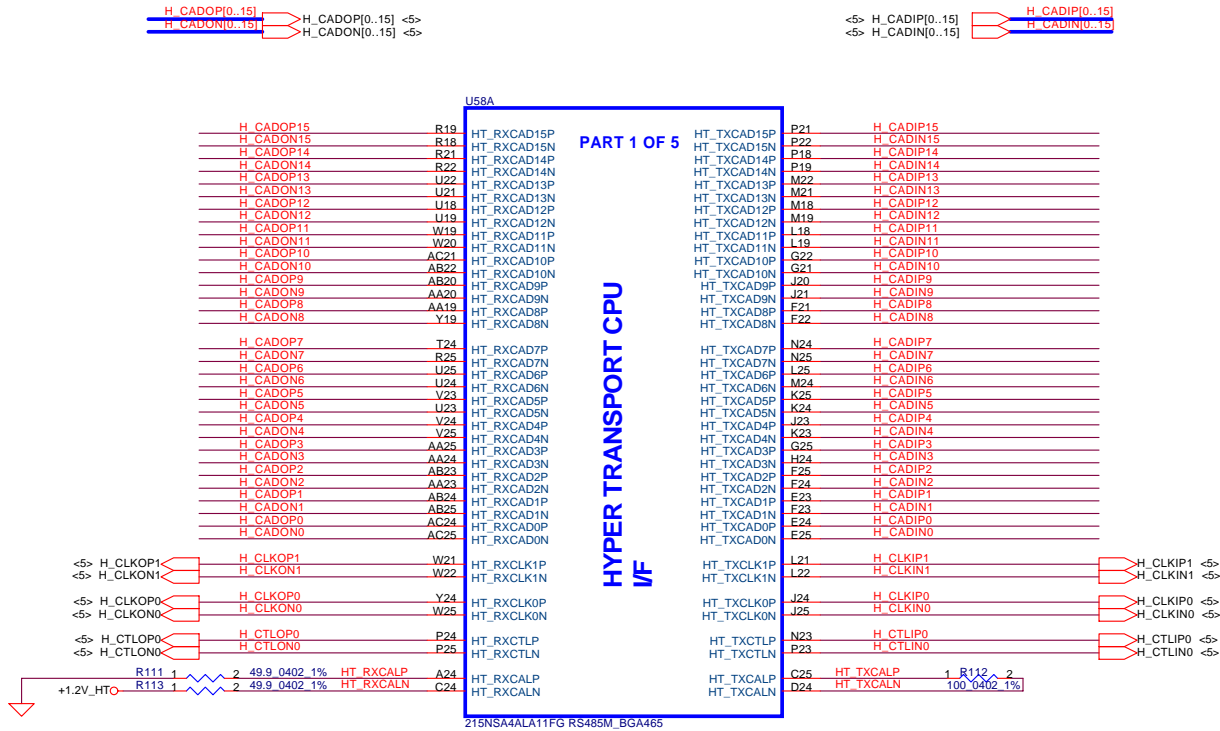 H_CADOP[0..15] H_CADOP[0..15] <5> <5> H_CADIP[0..15] H_CADIP[0..15]
H_CADON[0..15] H_CADON[0..15] <5> <5> H_CADIN[0..15] H_CADIN[0..15]
U58A
PART 1 OF 5
H_CADOP15 R19 HT_RXCAD15P HT_TXCAD15P P21 H_CADIP15
H_CADON15 R18 HT_RXCAD15N HT_TXCAD15N P22 H_CADIN15
H_CADOP14 R21 HT_RXCAD14P HT_TXCAD14P P18 H_CADIP14
H_CADON14 R22 HT_RXCAD14N HT_TXCAD14N P19 H_CADIN14
H_CADOP13 U22 HT_RXCAD13P HT_TXCAD13P M22 H_CADIP13
H_CADON13 U21 HT_RXCAD13N HT_TXCAD13N M21 H_CADIN13
H_CADOP12 U18 HT_RXCAD12P HT_TXCAD12P M18 H_CADIP12
H_CADON12 U19 HT_RXCAD12N HT_TXCAD12N M19 H_CADIN12
H_CADOP11 W19 HT_RXCAD11P HT_TXCAD11P L18 H_CADIP11
H_CADON11 W20 HT_RXCAD11N HT_TXCAD11N L19 H_CADIN11
H_CADOP10 AC21 HT_RXCAD10P HT_TXCAD10P G22 H_CADIP10
H_CADON10 AB22 HT_RXCAD10N HT_TXCAD10N G21 H_CADIN10
H_CADOP9 AB20 HT_RXCAD9P HT_TXCAD9P J20 H_CADIP9
H_CADON9 AA20 HT_RXCAD9N HT_TXCAD9N J21 H_CADIN9
H_CADOP8 AA19 HT_RXCAD8P HT_TXCAD8P F21 H_CADIP8
H_CADON8 Y19 HT_RXCAD8N HT_TXCAD8N F22 H_CADIN8
H_CADOP7 T24 HT_RXCAD7P HT_TXCAD7P N24 H_CADIP7
H_CADON7 R25 HT_RXCAD7N HT_TXCAD7N N25 H_CADIN7
H_CADOP6 U25 HT_RXCAD6P HT_TXCAD6P L25 H_CADIP6
H_CADON6 U24 HT_RXCAD6N HT_TXCAD6N M24 H_CADIN6
H_CADOP5 V23 HT_RXCAD5P HT_TXCAD5P K25 H_CADIP5
H_CADON5 U23 HT_RXCAD5N HT_TXCAD5N K24 H_CADIN5
H_CADOP4 V24 HT_RXCAD4P HT_TXCAD4P J23 H_CADIP4
H_CADON4 V25 HT_RXCAD4N HT_TXCAD4N K23 H_CADIN4
H_CADOP3 AA25 HT_RXCAD3P HT_TXCAD3P G25 H_CADIP3
H_CADON3 AA24 HT_RXCAD3N HT_TXCAD3N H24 H_CADIN3
H_CADOP2 AB23 HT_RXCAD2P HT_TXCAD2P F25 H_CADIP2
H_CADON2 AA23 HT_RXCAD2N HT_TXCAD2N F24 H_CADIN2
H_CADOP1 AB24 HT_RXCAD1P HT_TXCAD1P E23 H_CADIP1
H_CADON1 AB25 HT_RXCAD1N HT_TXCAD1N F23 H_CADIN1
H_CADOP0 AC24 HT_RXCAD0P HT_TXCAD0P E24 H_CADIP0
H_CADON0 AC25 HT_RXCAD0N HT_TXCAD0N E25 H_CADIN0
HYPER TRANSPORT CPU
I/F
<5> H_CLKOP1 H_CLKOP1 W21 HT_RXCLK1P HT_TXCLK1P L21 H_CLKIP1 H_CLKIP1 <5>
<5> H_CLKON1 H_CLKON1 W22 HT_RXCLK1N HT_TXCLK1N L22 H_CLKIN1 H_CLKIN1 <5>
<5> H_CLKOP0 H_CLKOP0 Y24 HT_RXCLK0P HT_TXCLK0P J24 H_CLKIP0 H_CLKIP0 <5>
<5> H_CLKON0 H_CLKON0 W25 HT_RXCLK0N HT_TXCLK0N J25 H_CLKIN0 H_CLKIN0 <5>
<5> H_CTLOP0 H_CTLOP0 P24 HT_RXCTLP HT_TXCTLP N23 H_CTLIP0 H_CTLIP0 <5>
<5> H_CTLON0 H_CTLON0 P25 HT_RXCTLN HT_TXCTLN P23 H_CTLIN0 H_CTLIN0 <5>
R111 1 2 49.9_0402_1% HT_RXCALP A24 HT_RXCALP HT_TXCALP C25 HT_TXCALP 1 R112 2
+1.2V_HT R113 1 2 49.9_0402_1% HT_RXCALN C24 HT_RXCALN HT_TXCALN D24 HT_TXCALN 100_0402_1%
215NSA4ALA11FG RS485M_BGA465